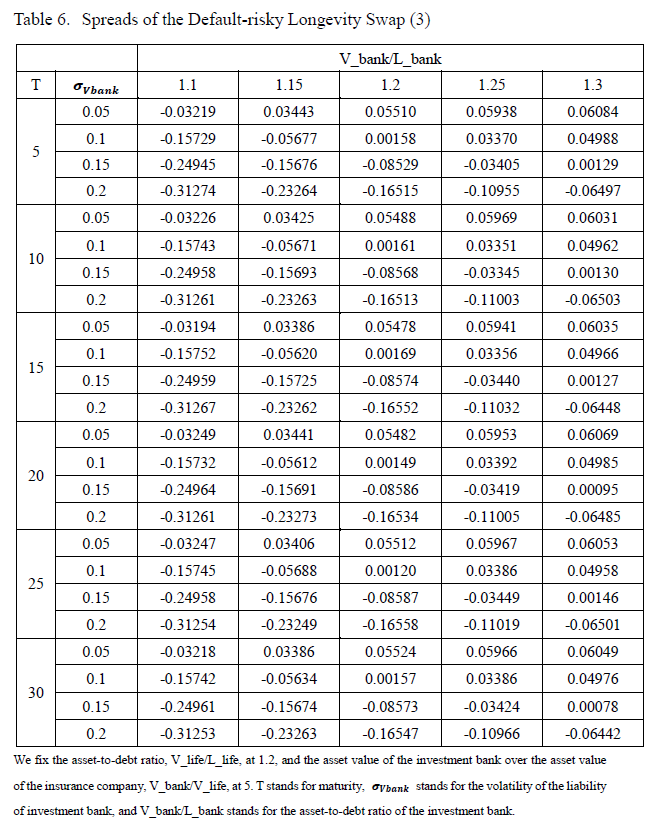 Table 6. Spreads of the Default-risky Longevity Swap (3)
V_bank/L_bank
T σVbank 1.1 1.15 1.2 1.25 1.3
5
0.05 -0.03219 0.03443 0.05510 0.05938 0.06084
0.1 -0.15729 -0.05677 0.00158 0.03370 0.04988
0.15 -0.24945 -0.15676 -0.08529 -0.03405 0.00129
0.2 -0.31274 -0.23264 -0.16515 -0.10955 -0.06497
10
0.05 -0.03226 0.03425 0.05488 0.05969 0.06031
0.1 -0.15743 -0.05671 0.00161 0.03351 0.04962
0.15 -0.24958 -0.15693 -0.08568 -0.03345 0.00130
0.2 -0.31261 -0.23263 -0.16513 -0.11003 -0.06503
15
0.05 -0.03194 0.03386 0.05478 0.05941 0.06035
0.1 -0.15752 -0.05620 0.00169 0.03356 0.04966
0.15 -0.24959 -0.15725 -0.08574 -0.03440 0.00127
0.2 -0.31267 -0.23262 -0.16552 -0.11032 -0.06448
20
0.05 -0.03249 0.03441 0.05482 0.05953 0.06069
0.1 -0.15732 -0.05612 0.00149 0.03392 0.04985
0.15 -0.24964 -0.15691 -0.08586 -0.03419 0.00095
0.2 -0.31261 -0.23273 -0.16534 -0.11005 -0.06485
25
0.05 -0.03247 0.03406 0.05512 0.05967 0.06053
0.1 -0.15745 -0.05688 0.00120 0.03386 0.04958
0.15 -0.24958 -0.15676 -0.08587 -0.03449 0.00146
0.2 -0.31254 -0.23249 -0.16558 -0.11019 -0.06501
30
0.05 -0.03218 0.03386 0.05524 0.05966 0.06049
0.1 -0.15742 -0.05634 0.00157 0.03386 0.04976
0.15 -0.24961 -0.15674 -0.08573 -0.03424 0.00078
0.2 -0.31253 -0.23263 -0.16547 -0.10966 -0.06442
We fix the asset-to-debt ratio, V_life/L_life, at 1.2, and the asset value of the investment bank over the asset value
of the insurance company, V_bank/V_life, at 5. T stands for maturity, σVbank stands for the volatility of the liability
of investment bank, and V_bank/L_bank stands for the asset-to-debt ratio of the investment bank.